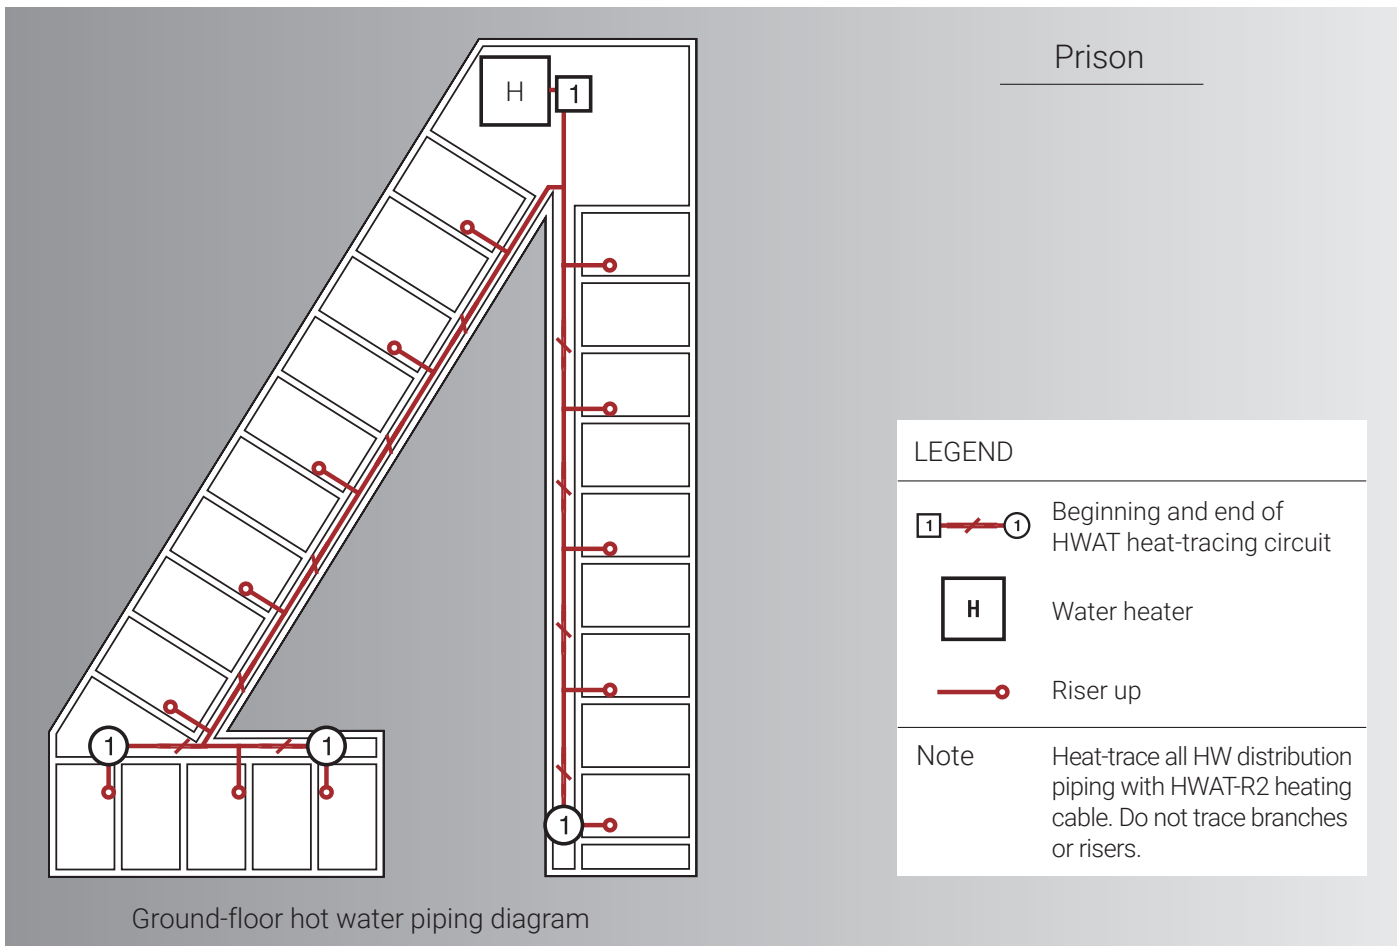 Prison
H
1
1
1
1
LEGEND
1
1
Beginning and end of
HWAT heat-tracing circuit
H
Water heater
Riser up
Note
Heat-trace all HW distribution
piping with HWAT-R2 heating
cable. Do not trace branches
or risers.
Ground-floor hot water piping diagram